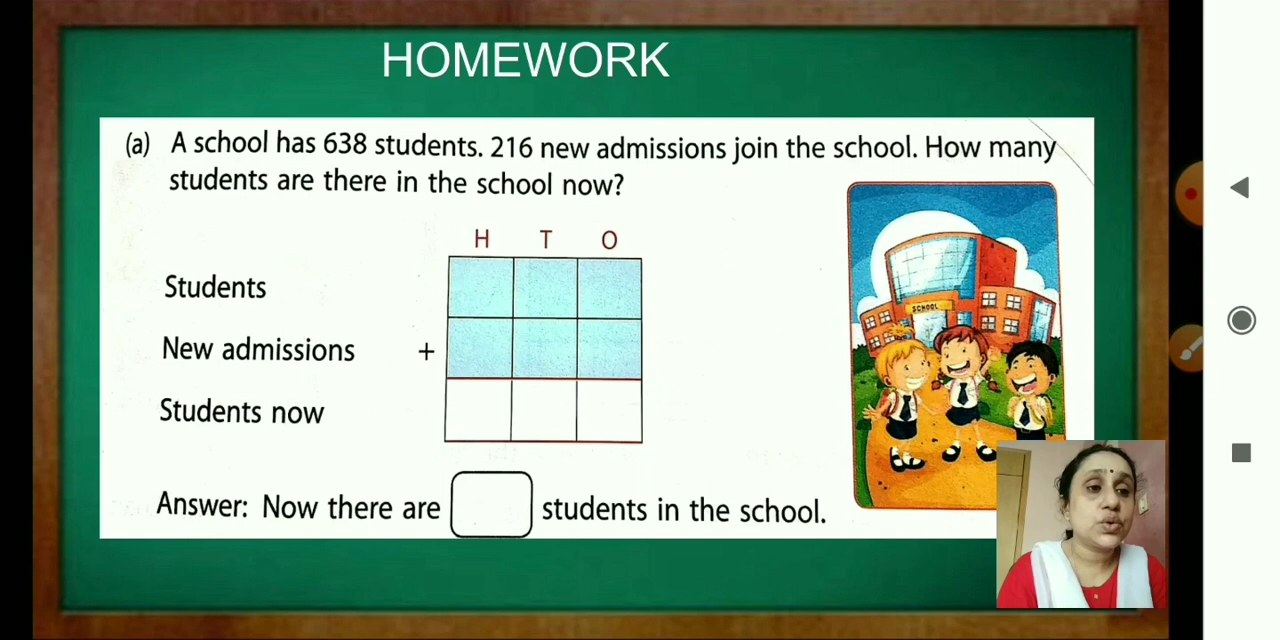 HOMEWORK
(a) A school has 638 students. 216 new admissions join the school. How many
students are there in the school now?
H T O
Students
New admissions +
Students now
Answer: Now there are students in the school.
SCHOOL